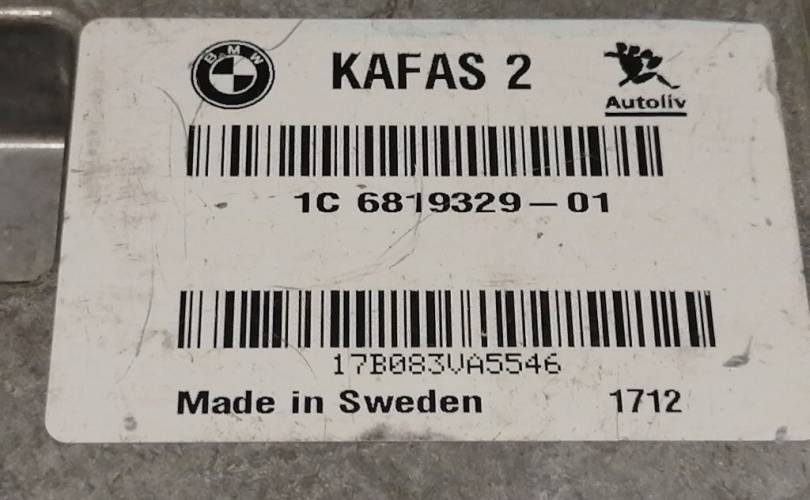 BMW KAFAS 2
Autoliv
1C 6819329-01
17B083VA5546
Made in Sweden 1712